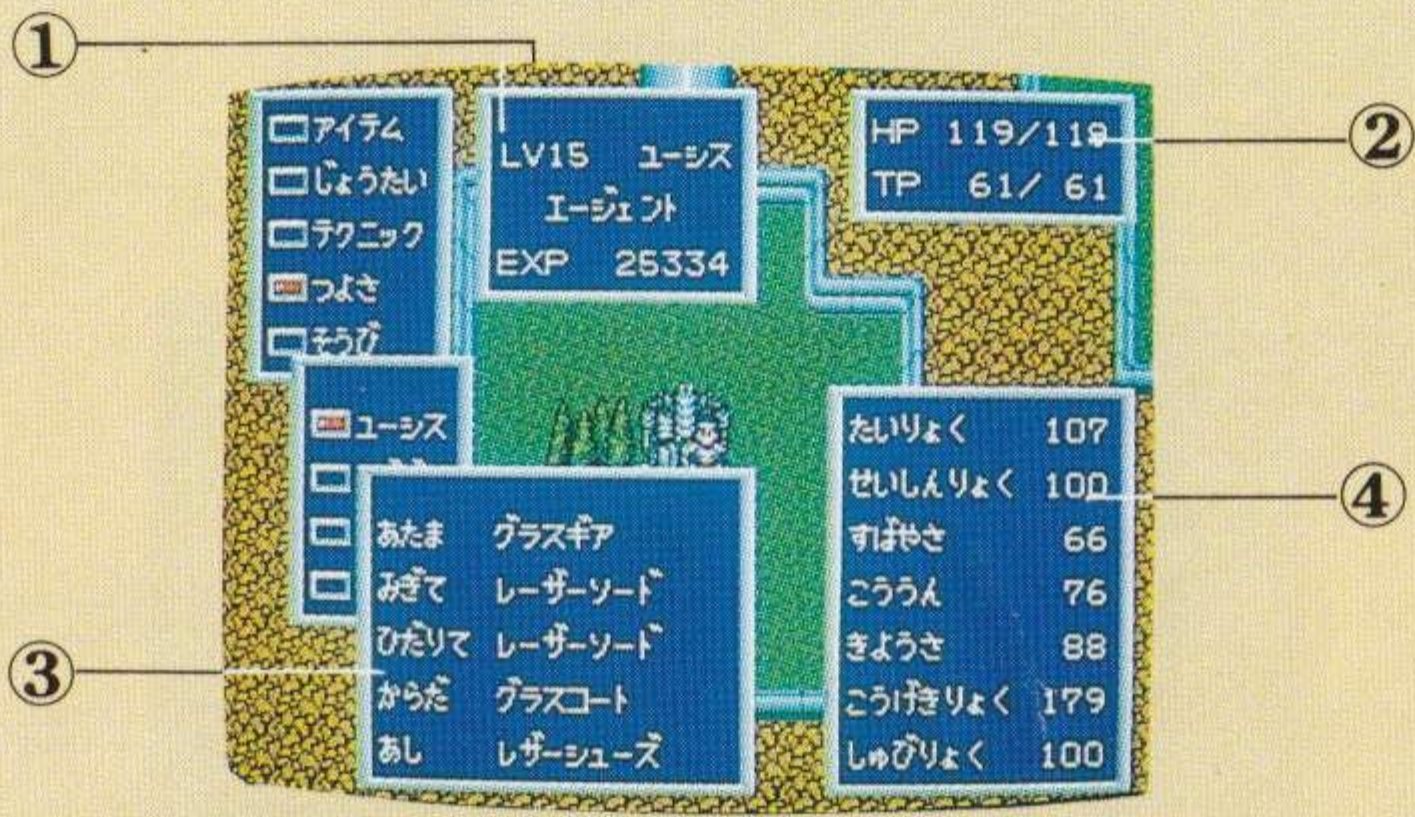 ①
②
③
④
アイテム
じょうたい
テクニック
つよさ
そうび
LV15 ユーシス
エージェント
EXP 25334
HP 119/119
TP 61/ 61
ユーシス
あたま グラスギア
みぎて レーザーソード
ひだりて レーザーソード
からだ グラスコート
あし レザーシューズ
たいりょく 107
せいしんりょく 100
すばやさ 66
こううん 76
きようさ 88
こうげきりょく 179
しゅびりょく 100